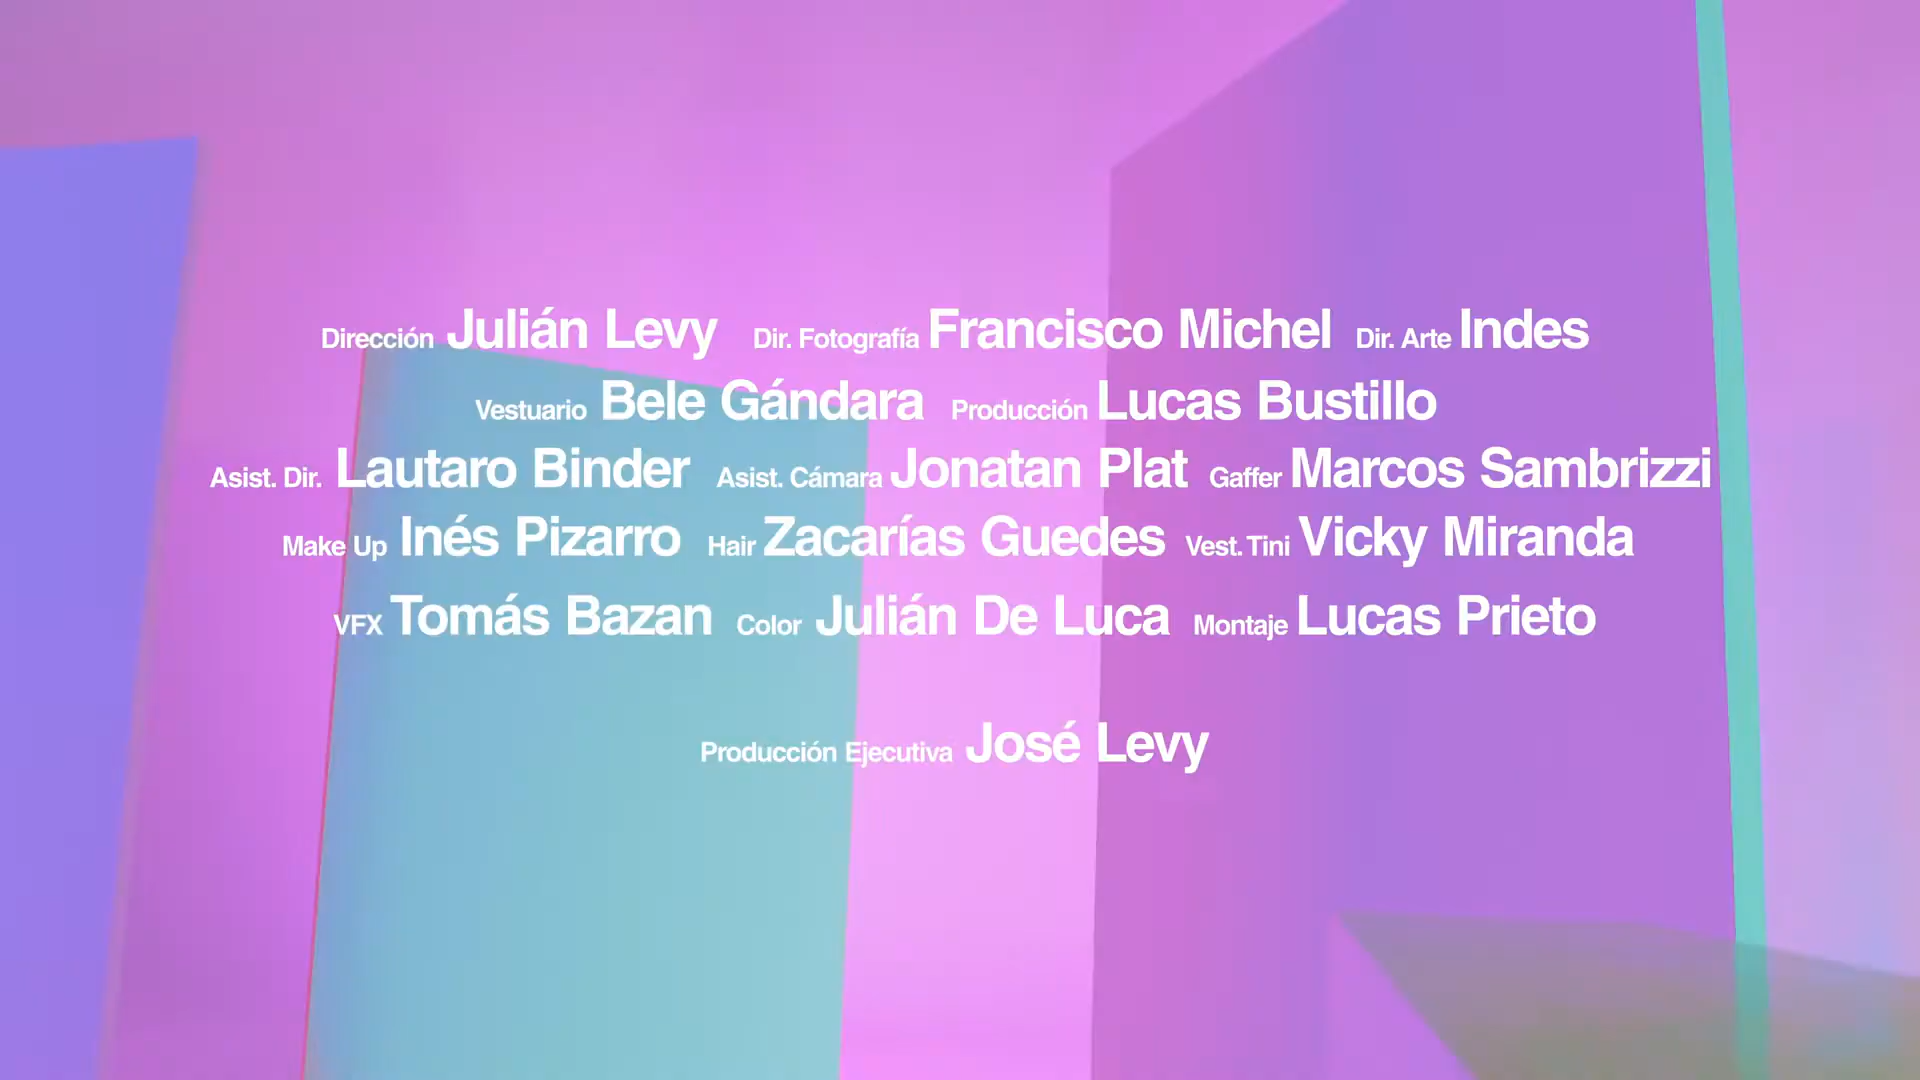 Dirección Julián Levy Dir. Fotografía Francisco Michel Dir. Arte Indes
Vestuario Bele Gándara Producción Lucas Bustillo
Asist. Dir. Lautaro Binder Asist. Cámara Jonatan Plat Gaffer Marcos Sambrizzi
Make Up Inés Pizarro Hair Zacarías Guedes Vest. Tini Vicky Miranda
VFX Tomás Bazan Color Julián De Luca Montaje Lucas Prieto
Producción Ejecutiva José Levy